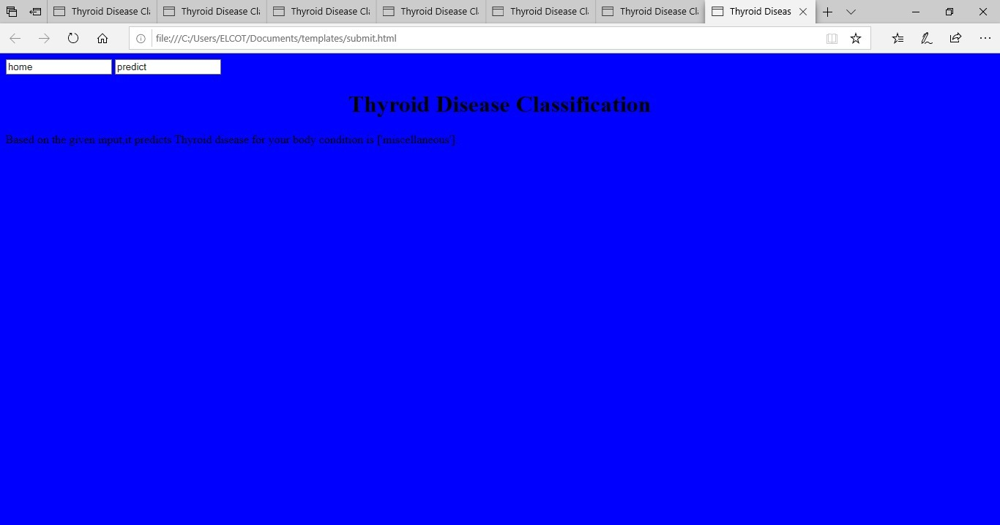 Thyroid Disease Cl Thyroid Disease Cl Thyroid Disease Cl Thyroid Disease Cl Thyroid Disease Cl Thyroid Disease Cl Thyroid Diseas
file:///C:/Users/ELCOT/Documents/templates/submit.html
home predict
Thyroid Disease Classification
Based on the given input,it predicts Thyroid disease for your body condition is ['miscellaneous']